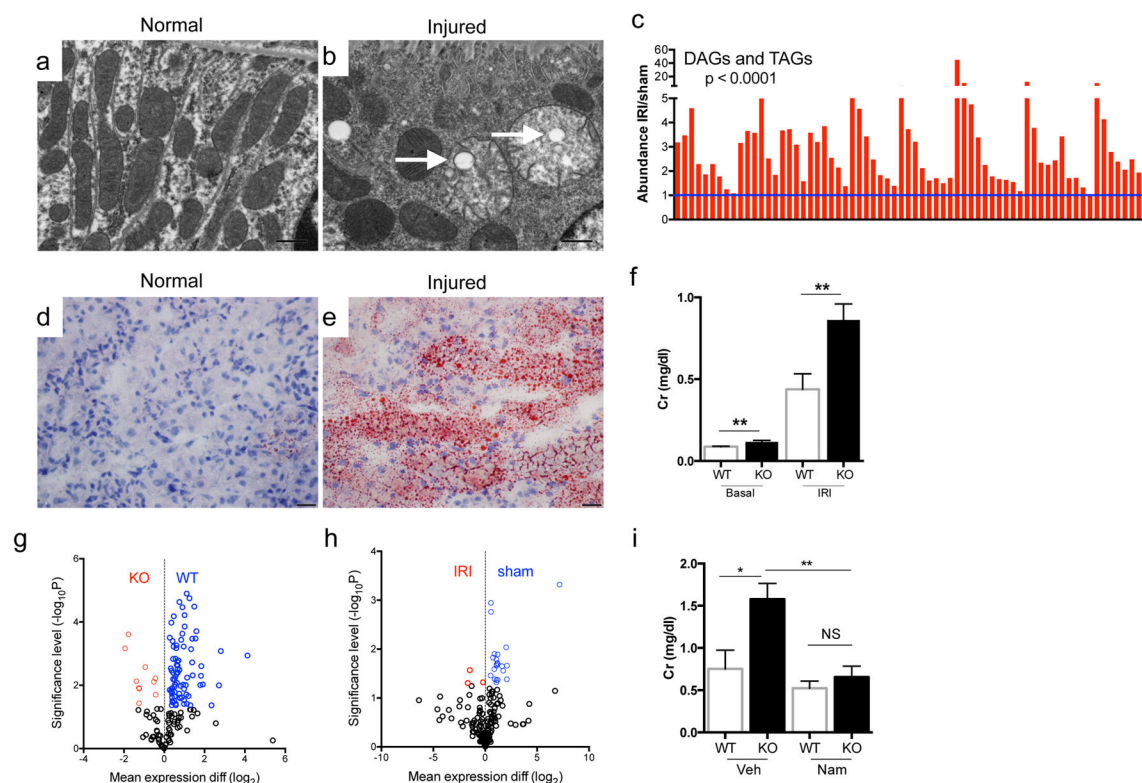 Normal
Injured
a
b
c
DAGs and TAGs
p < 0.0001
Abundance IRI/sham
60
40
20
5
4
3
2
1
0
Normal
Injured
d
e
f
Cr (mg/dl)
1.0
0.5
0.0
**
**
WT
KO
WT
KO
Basal
IRI
g
Significance level (-log10P)
6
4
2
0
KO
WT
-4
-2
0
2
4
6
Mean expression diff (log2)
h
Significance level (-log10P)
4
3
2
1
0
IRI
sham
-10
-5
0
5
10
Mean expression diff (log2)
i
Cr (mg/dl)
2.0
1.5
1.0
0.5
0.0
*
**
NS
WT
KO
WT
KO
Veh
Nam